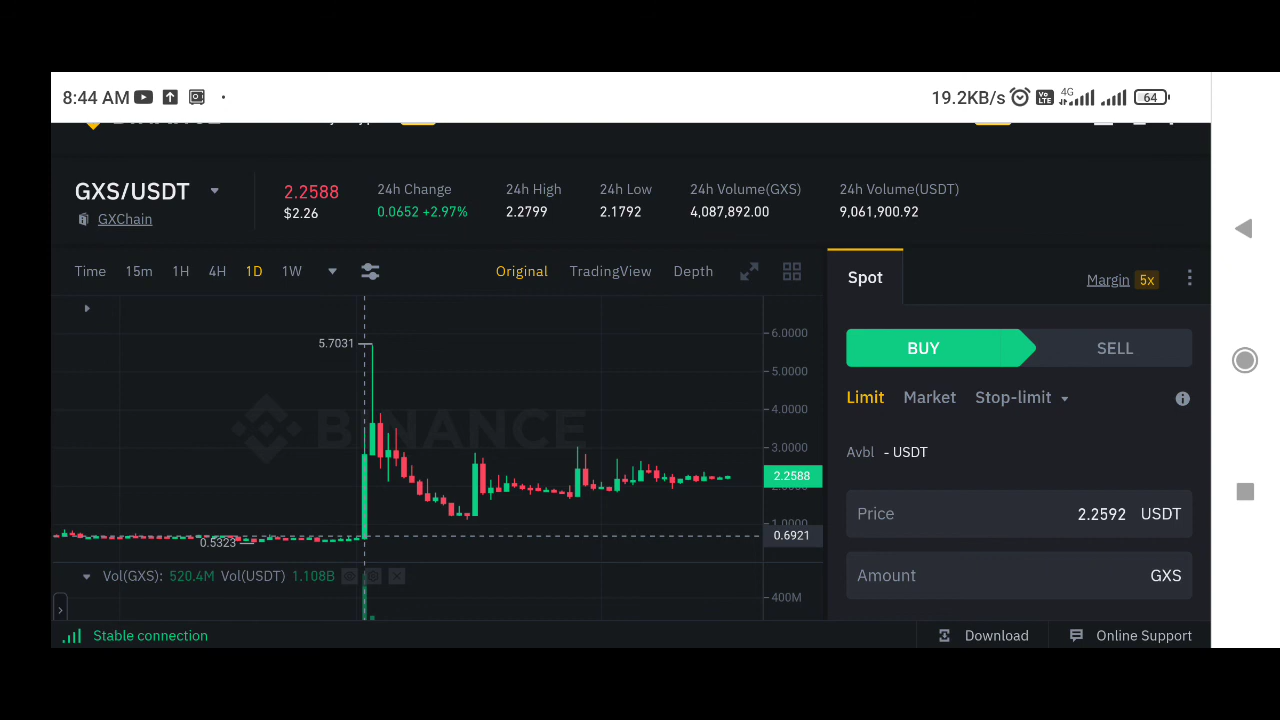 8:44 AM 19.2KB/s 4G 64
GXS/USDT 2.2588 24h Change 24h High 24h Low 24h Volume(GXS) 24h Volume(USDT)
GXChain $2.26 0.0652 +2.97% 2.2799 2.1792 4,087,892.00 9,061,900.92
Time 15m 1H 4H 1D 1W Original TradingView Depth
Spot Margin 5x
6.0000
5.7031
BUY SELL
5.0000
Limit Market Stop-limit
4.0000
BINANCE
3.0000
Avbl - USDT
2.2588
Price 2.2592 USDT
1.0000
0.6921
0.5323
Vol(GXS): 520.4M Vol(USDT) 1.108B
Amount GXS
400M
Stable connection Download Online Support